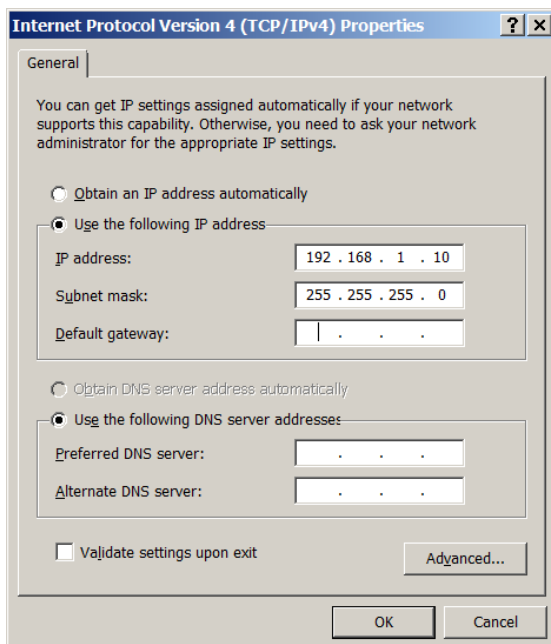 Internet Protocol Version 4 (TCP/IPv4) Properties
General
You can get IP settings assigned automatically if your network
supports this capability. Otherwise, you need to ask your network
administrator for the appropriate IP settings.
Obtain an IP address automatically
Use the following IP address
IP address: 192 . 168 . 1 . 10
Subnet mask: 255 . 255 . 255 . 0
Default gateway: . . .
Obtain DNS server address automatically
Use the following DNS server addresses:
Preferred DNS server: . . .
Alternate DNS server: . . .
Validate settings upon exit
Advanced...
OK Cancel